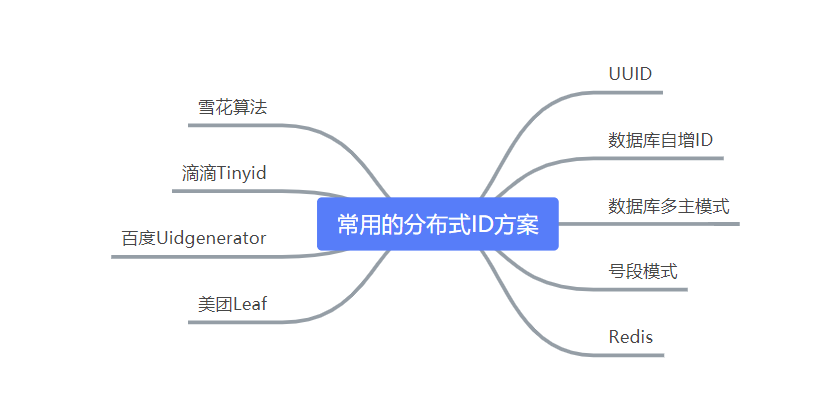 常用的分布式ID方案
UUID
数据库自增ID
数据库多主模式
号段模式
Redis
雪花算法
滴滴Tinyid
百度Uidgenerator
美团Leaf